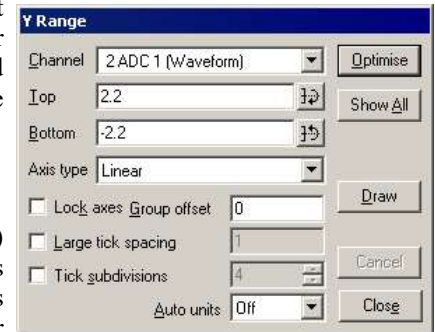 Y Range
Channel 2 ADC 1 (Waveform) Optimise
Top 2.2 Show All
Bottom -2.2
Axis type Linear
Lock axes Group offset 0 Draw
Large tick spacing 1
Tick subdivisions 4 Cancel
Auto units Off Close